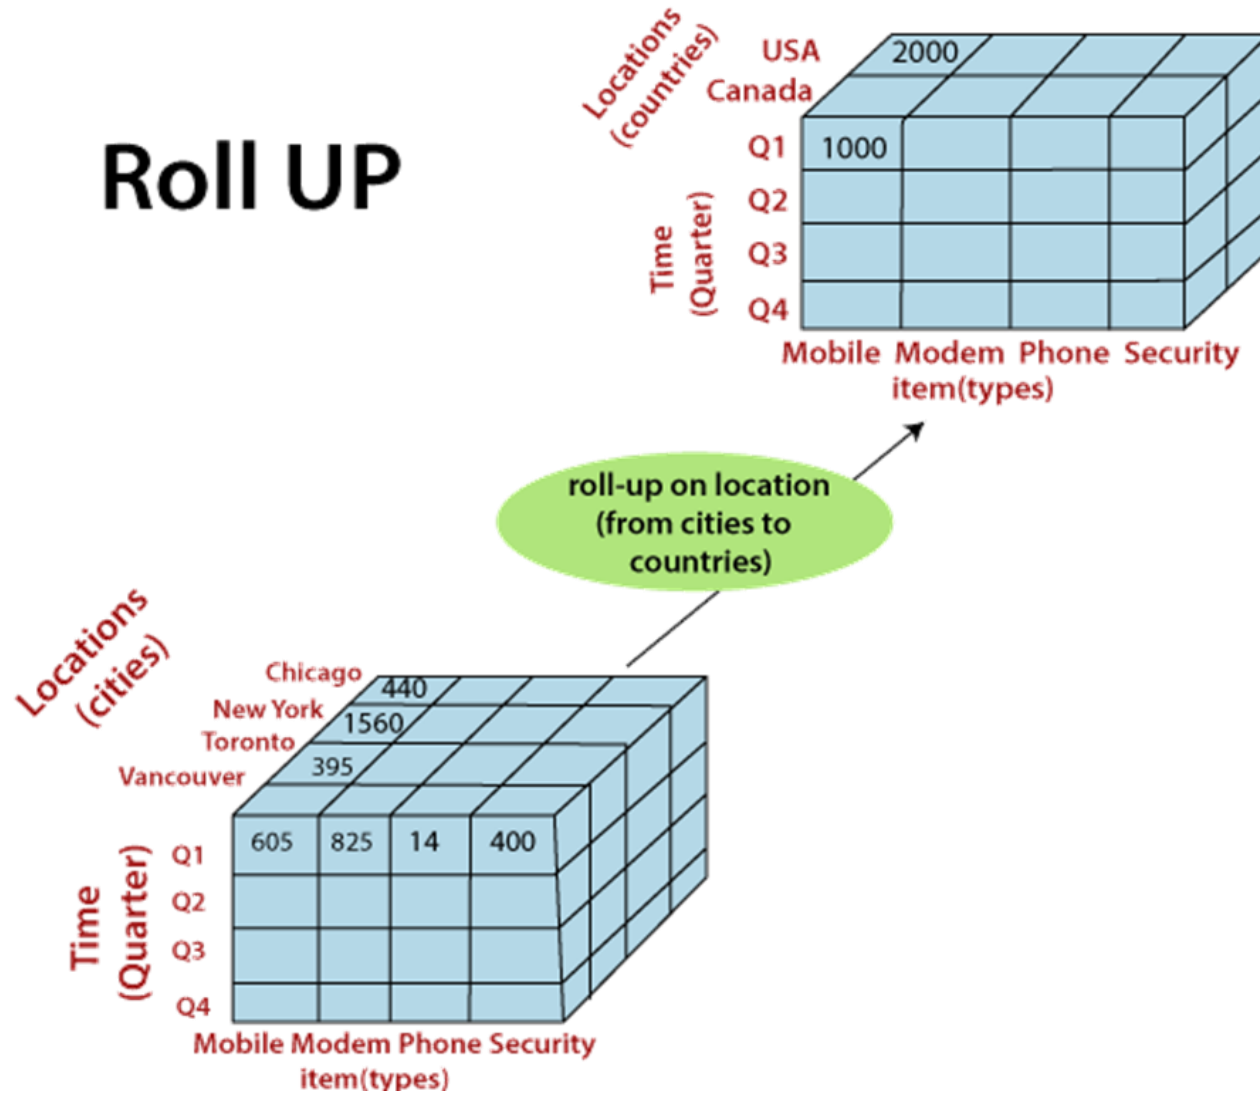 Roll UP
Locations
(countries)
USA
2000
Canada
Q1
1000
Q2
Q3
Q4
Time
(Quarter)
Mobile Modem Phone Security
item(types)
roll-up on location
(from cities to
countries)
Locations
(cities)
Chicago
440
New York
1560
Toronto
395
Vancouver
605 825 14 400
Q1
Q2
Q3
Q4
Time
(Quarter)
Mobile Modem Phone Security
item(types)